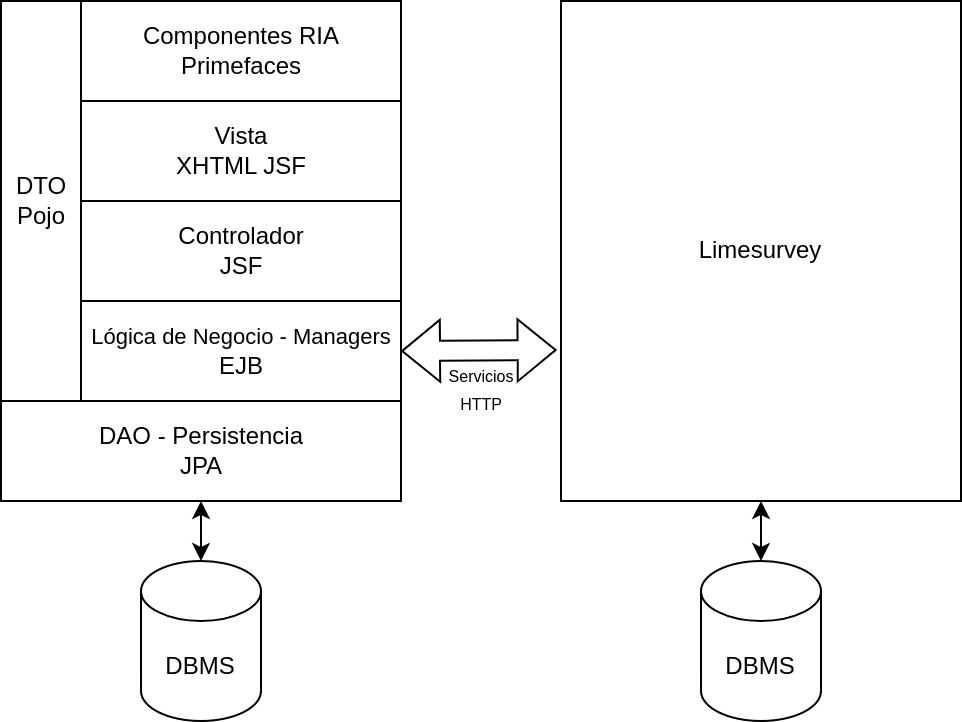 Componentes RIA
Primefaces
Vista
XHTML JSF
DTO
Pojo
Controlador
JSF
Limesurvey
Lógica de Negocio - Managers
EJB
Servicios
HTTP
DAO - Persistencia
JPA
DBMS
DBMS